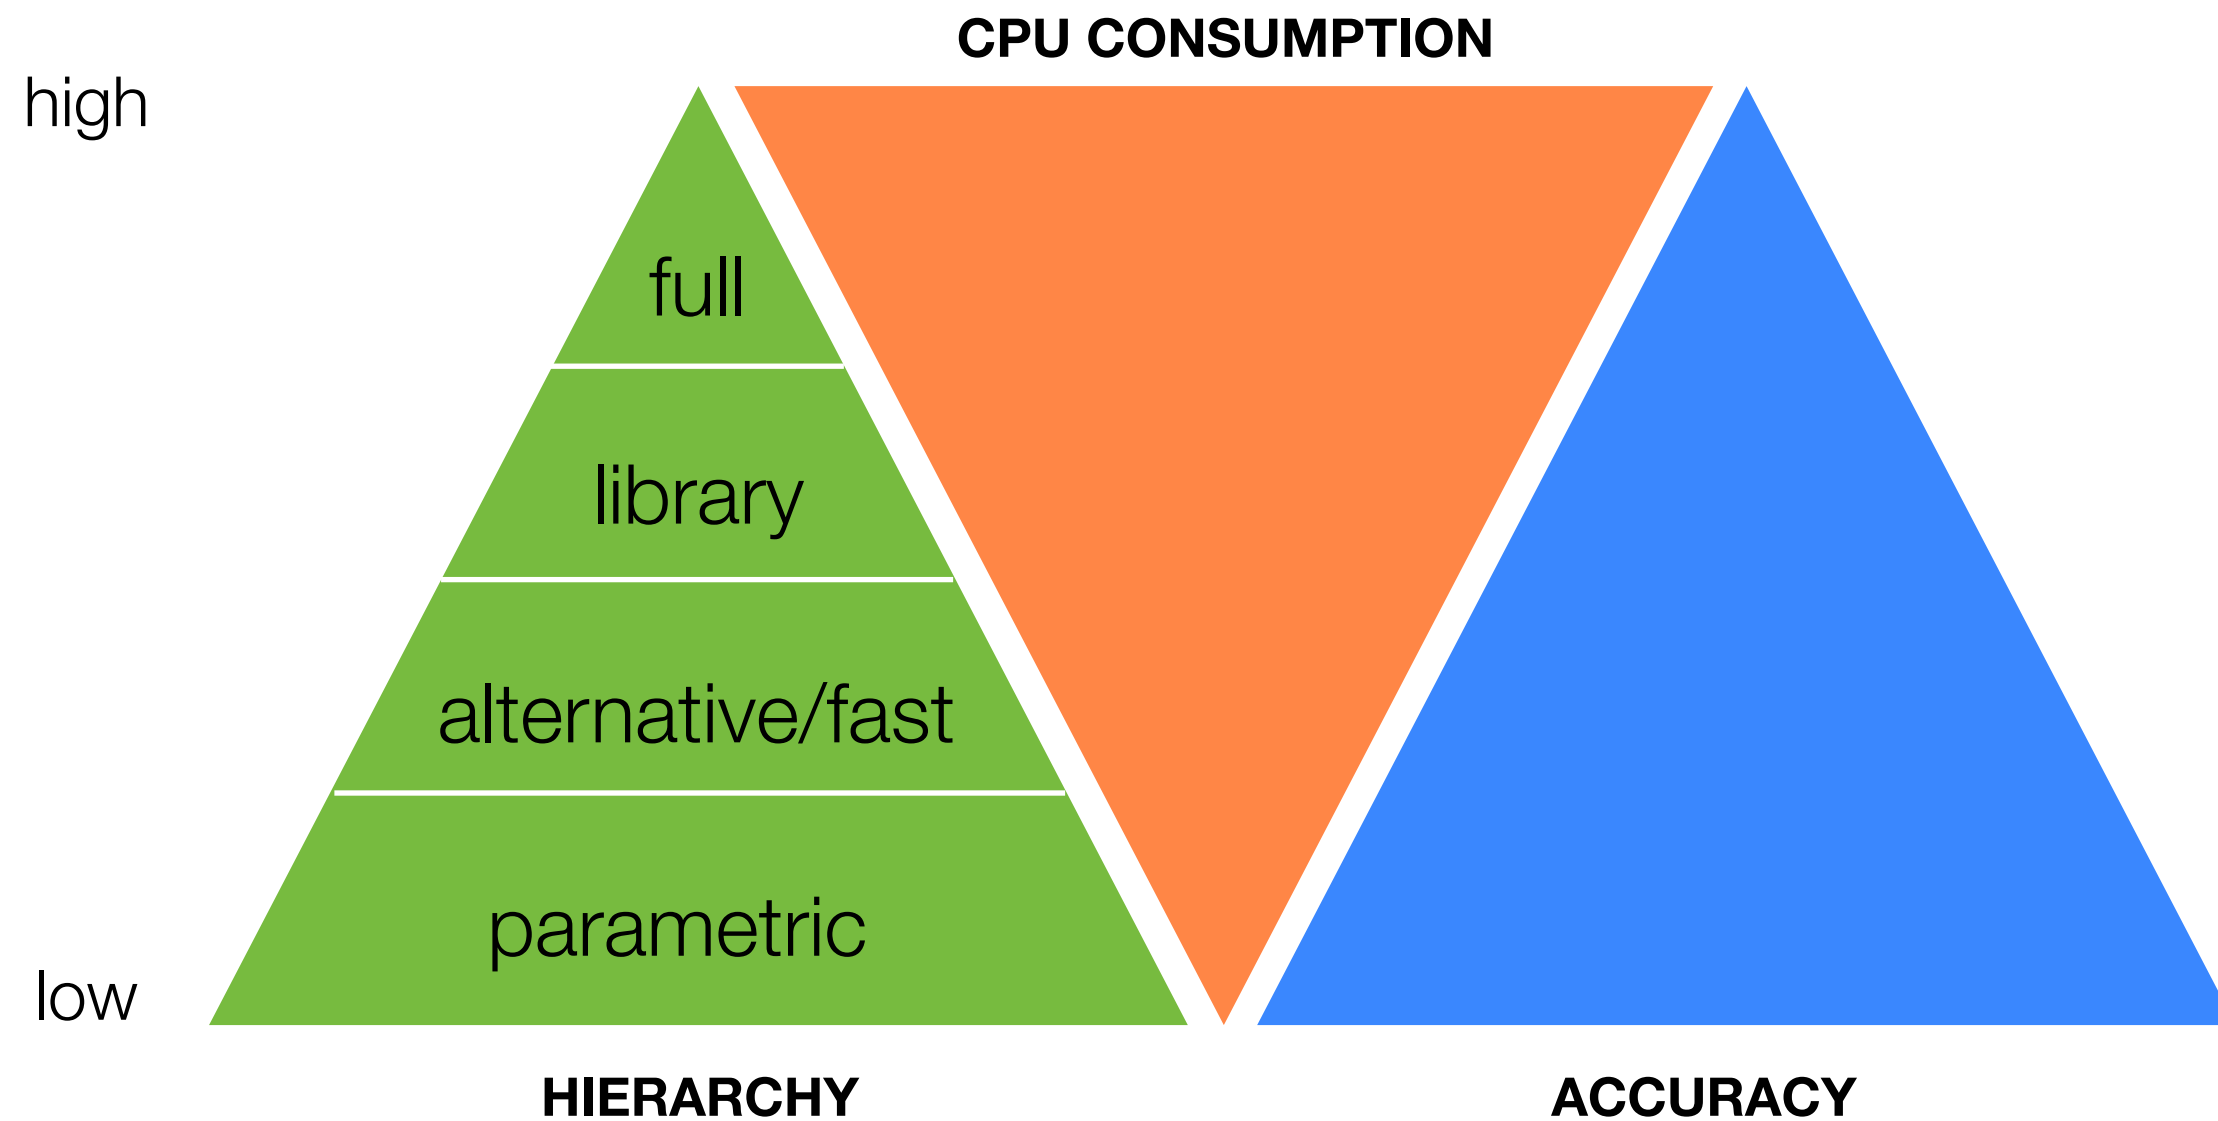 CPU CONSUMPTION
high
full
library
alternative/fast
parametric
low
HIERARCHY
ACCURACY